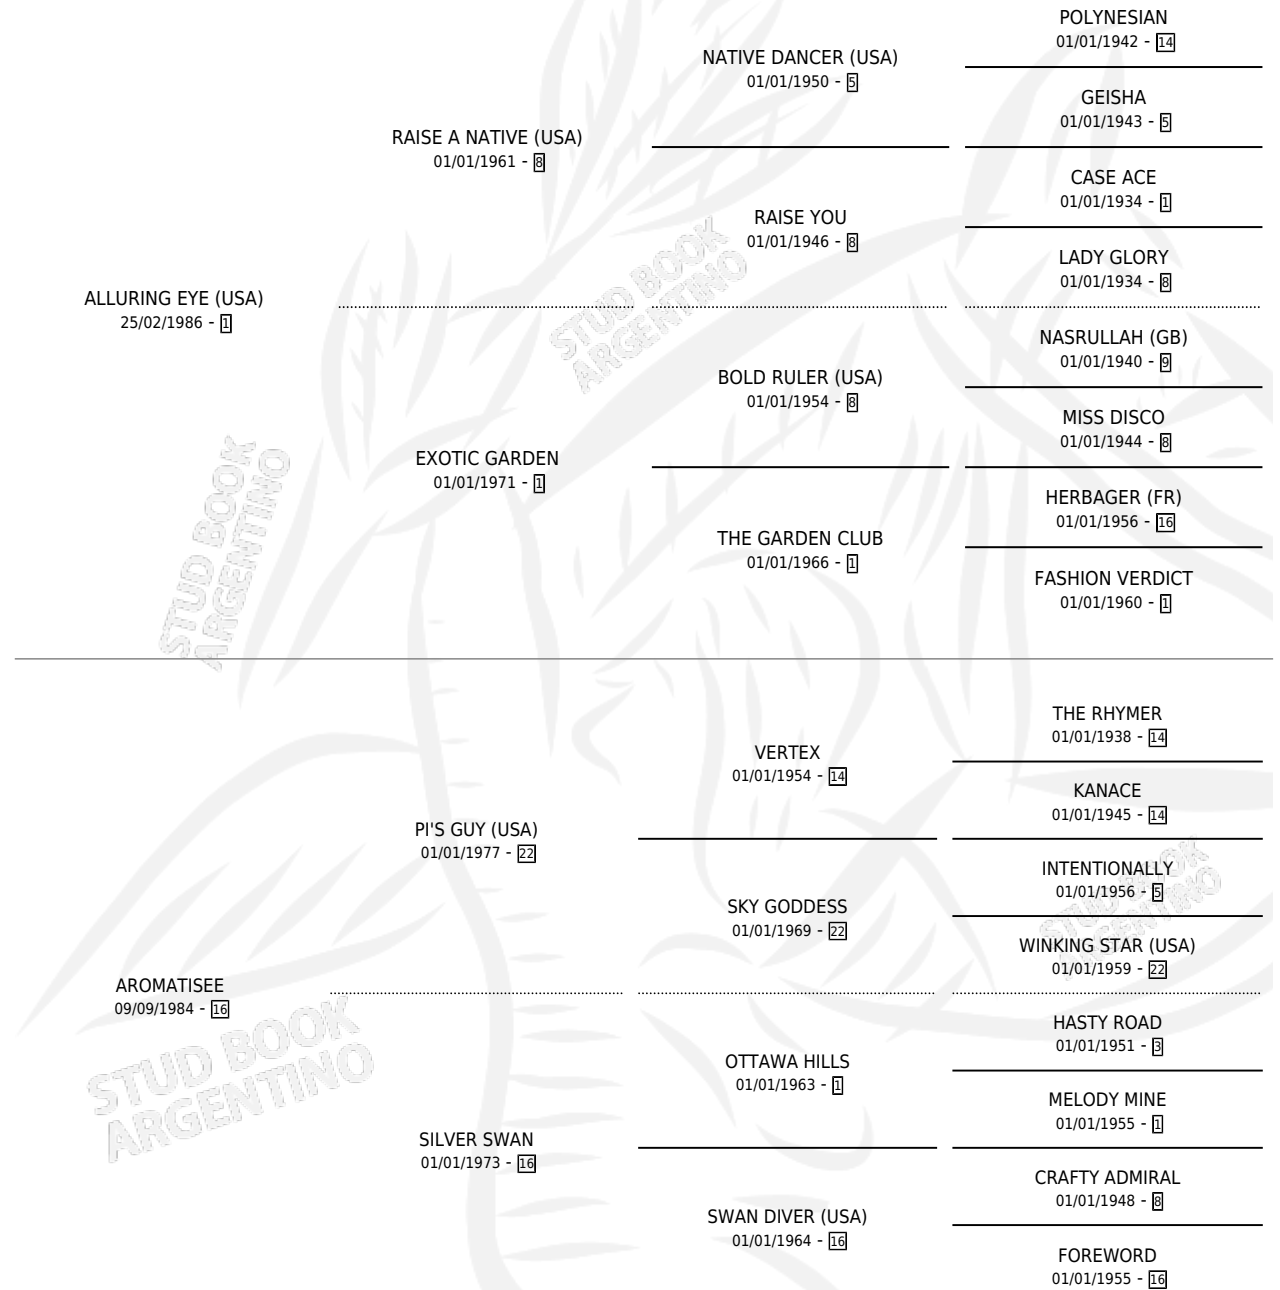 POLYNESIAN
01/01/1942 - 14
NATIVE DANCER (USA)
01/01/1950 - 5
GEISHA
01/01/1943 - 5
RAISE A NATIVE (USA)
01/01/1961 - 8
CASE ACE
01/01/1934 - 1
RAISE YOU
01/01/1946 - 8
LADY GLORY
01/01/1934 - 8
ALLURING EYE (USA)
25/02/1986 - 1
NASRULLAH (GB)
01/01/1940 - 9
BOLD RULER (USA)
01/01/1954 - 8
MISS DISCO
01/01/1944 - 8
EXOTIC GARDEN
01/01/1971 - 1
HERBAGER (FR)
01/01/1956 - 16
THE GARDEN CLUB
01/01/1966 - 1
FASHION VERDICT
01/01/1960 - 1
THE RHYMER
01/01/1938 - 14
VERTEX
01/01/1954 - 14
KANACE
01/01/1945 - 14
PI'S GUY (USA)
01/01/1977 - 22
INTENTIONALLY
01/01/1956 - 5
SKY GODDESS
01/01/1969 - 22
WINKING STAR (USA)
01/01/1959 - 22
AROMATISEE
09/09/1984 - 16
HASTY ROAD
01/01/1951 - 3
OTTAWA HILLS
01/01/1963 - 1
MELODY MINE
01/01/1955 - 1
SILVER SWAN
01/01/1973 - 16
CRAFTY ADMIRAL
01/01/1948 - 8
SWAN DIVER (USA)
01/01/1964 - 16
FOREWORD
01/01/1955 - 16
STUD BOOK
ARGENTINO
STUD BOOK
ARGENTINO
STUD BOOK
ARGENTINO
STUD BOOK
ARGENTINO